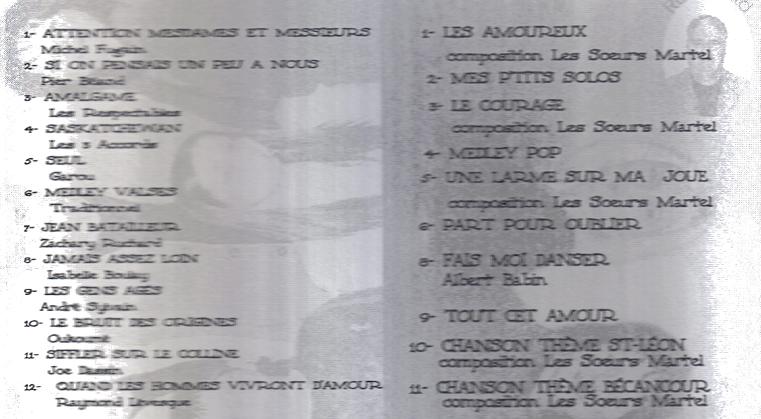 1- ATTENTION MESDAMES ET MESSIEURS
Michel Fugain
2- SI ON PENSAIS UN PEU A NOUS
Pier Béland
3- AMALGAME
Les Respectables
4- SASKATCHEWAN
Les 3 Accords
5- SEUL
Garou
6- MEDLEY VALSES
Traditionnel
7- JEAN BATAILLEUR
Zachary Richard
8- JAMAIS ASSEZ LOIN
Isabelle Boulay
9- LES GENS AGÉS
André Sylvain
10- LE BRUIT DES ORIGINES
Oukoumé
11- SIFFLER SUR LE COLLINE
Joe Dassin
12- QUAND LES HOMMES VIVRONT D'AMOUR
Raymond Lévesque
1- LES AMOUREUX
composition Les Soeurs Martel
2- MES P'TITS SOLOS
3- LE COURAGE
composition Les Soeurs Martel
4- MEDLEY POP
5- UNE LARME SUR MA JOUE
composition Les Soeurs Martel
6- PART POUR OUBLIER
8- FAIS MOI DANSER
Albert Babin
9- TOUT CET AMOUR
10- CHANSON THÈME ST-LÉON
composition Les Soeurs Martel
11- CHANSON THÈME BÉCANCOUR
composition Les Soeurs Martel